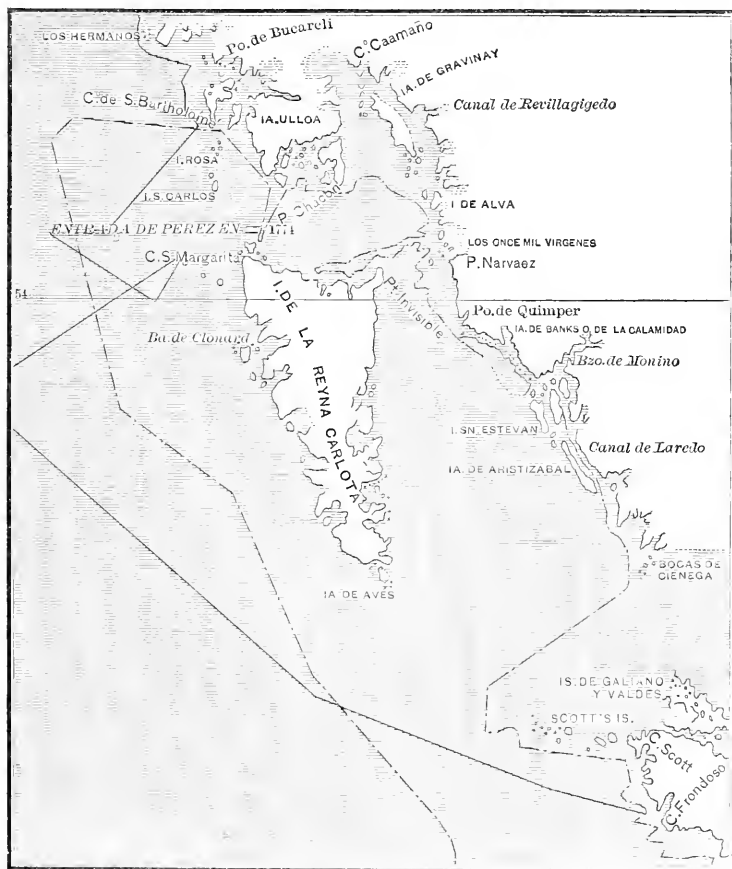 LOS HERMANOS
Po. de Bucareli
Co. Caamaño
IA. DE GRAVINAY
Canal de Revillagigedo
C. de S. Bartholome
IA. ULLOA
I. ROSA
I. S. CARLOS
P. Chacon
I DE ALVA
ENTRADA DE PEREZ EN 1774
LOS ONCE MIL VIRGENES
C. S. Margarita
P. Narvaez
54
Pt. Invisible
Po. de Quimper
IA. DE BANKS O DE LA CALAMIDAD
Ba. de Clonard
Bzo. de Monino
I. DE LA REYNA CARLOTA
I. SN. ESTEVAN
Canal de Laredo
IA. DE ARISTIZABAL
BOCAS DE
CIENEGA
IA. DE AVES
IS. DE GALIANO
Y VALDES
SCOTT'S IS.
C. Scott
C. Frondoso